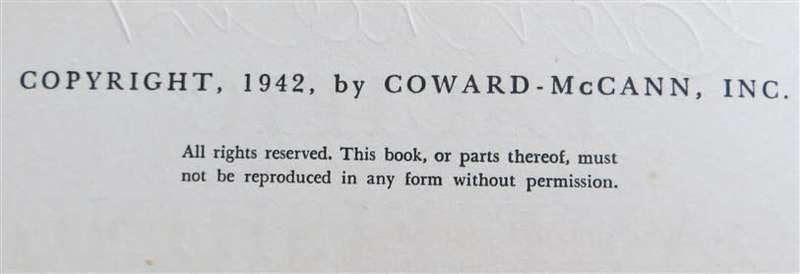 COPYRIGHT, 1942, by COWARD-McCANN, INC.
All rights reserved. This book, or parts thereof, must
not be reproduced in any form without permission.